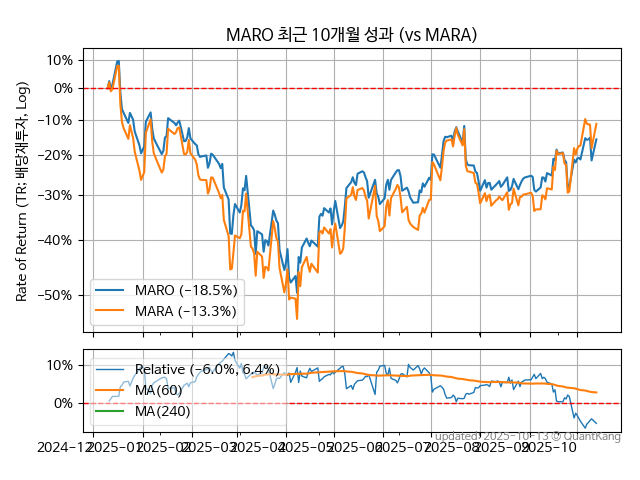 MARO 최근 10개월 성과 (vs MARA)
Rate of Return (TR: 배당재투자, Log)
10%
0%
−10%
−20%
−30%
−40%
−50%
MARO (−18.5%)
MARA (−13.3%)
10%
0%
Relative (−6.0%, 6.4%)
MA(60)
MA(240)
updated: 2025-10-13 © QuantKang
2024-12
2025-01
2025-02
2025-03
2025-04
2025-05
2025-06
2025-07
2025-08
2025-09
2025-10